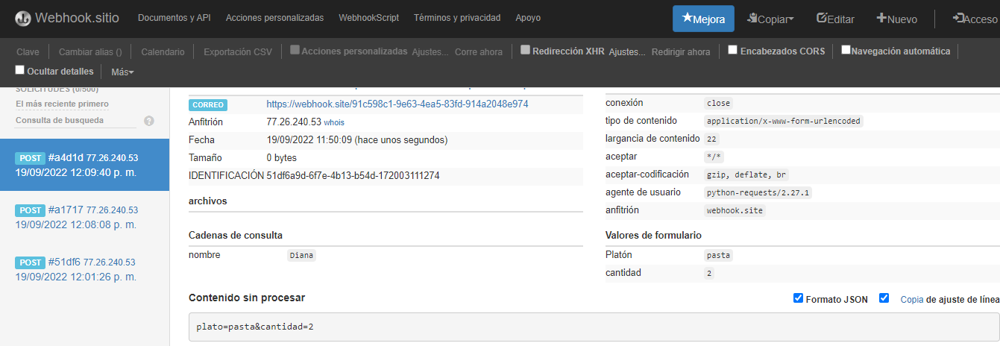 Webhook.sitio Documentos y API Acciones personalizadas WebhookScript Términos y privacidad Apoyo Mejora Copiar Editar Nuevo Acceso
Clave Cambiar alias () Calendario Exportación CSV Acciones personalizadas Ajustes... Corre ahora Redirección XHR Ajustes... Redirigir ahora Encabezados CORS Navegación automática
Ocultar detalles Más
SOLICITUDES (0/500)
El más reciente primero
Consulta de busqueda ?
POST #a4d1d 77.26.240.53
19/09/2022 12:09:40 p. m.
POST #a1717 77.26.240.53
19/09/2022 12:08:08 p. m.
POST #51df6 77.26.240.53
19/09/2022 12:01:26 p. m.
CORREO https://webhook.site/91c598c1-9e63-4ea5-83fd-914a2048e974
Anfitrión 77.26.240.53 whois
Fecha 19/09/2022 11:50:09 (hace unos segundos)
Tamaño 0 bytes
IDENTIFICACIÓN 51df6a9d-6f7e-4b13-b54d-172003111274
archivos
Cadenas de consulta
nombre Diana
conexión close
tipo de contenido application/x-www-form-urlencoded
largancia de contenido 22
aceptar */*
aceptar-codificación gzip, deflate, br
agente de usuario python-requests/2.27.1
anfitrión webhook.site
Valores de formulario
Platón pasta
cantidad 2
Contenido sin procesar Formato JSON Copia de ajuste de línea
plato=pasta&cantidad=2